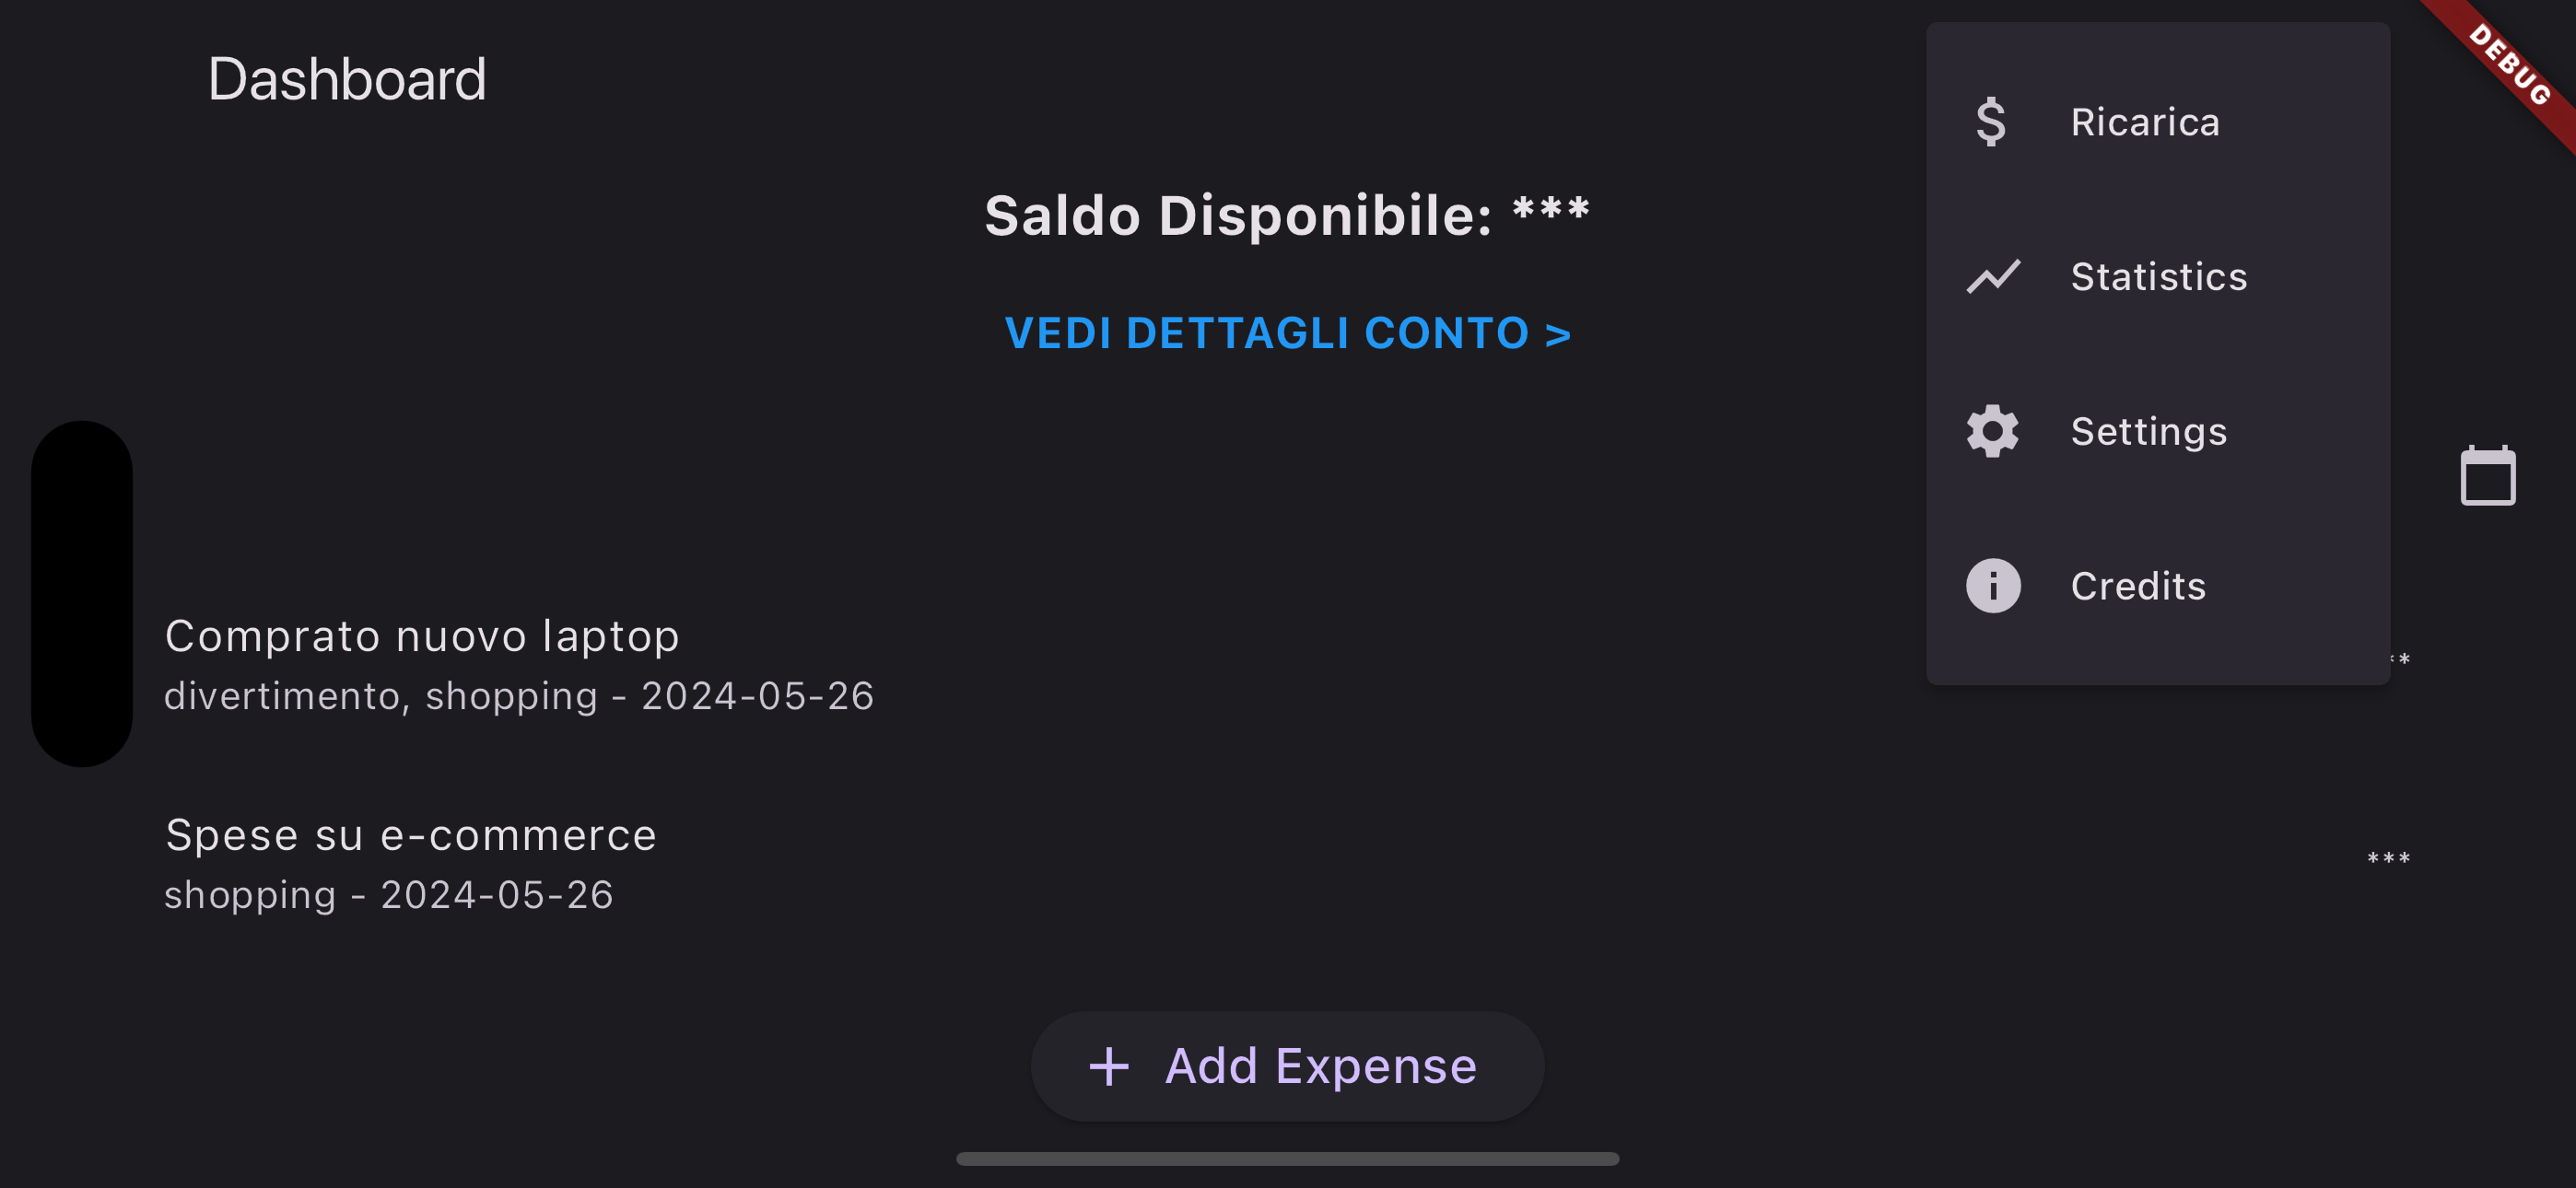 Dashboard
DEBUG
Ricarica
Saldo Disponibile: ***
Statistics
VEDI DETTAGLI CONTO >
Settings
Credits
Comprato nuovo laptop
divertimento, shopping - 2024-05-26
Spese su e-commerce
***
shopping - 2024-05-26
+ Add Expense